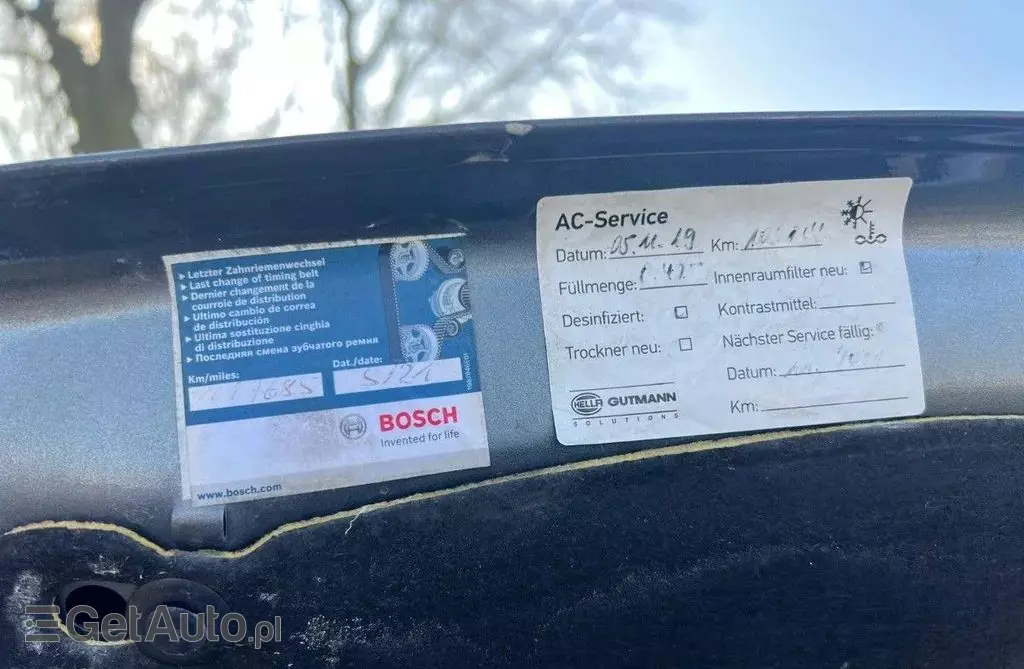 ▸ Letzter Zahnriemenwechsel
▸ Last change of timing belt
▸ Dernier changement de la
courroie de distribution
▸ Ultimo cambio de correa
de distribución
▸ Ultima sostituzione cinghia
di distribuzione
▸ Последняя смена зубчатого ремня
Km/miles:
Dat./date:
5/21
BOSCH
Invented for life
www.bosch.com
AC-Service
Datum: 05.11.19 Km:
Füllmenge: Innenraumfilter neu:
Desinfiziert: Kontrastmittel:
Trockner neu: Nächster Service fällig:
Datum:
Km:
HELLA GUTMANN
SOLUTIONS
GetAuto.pl